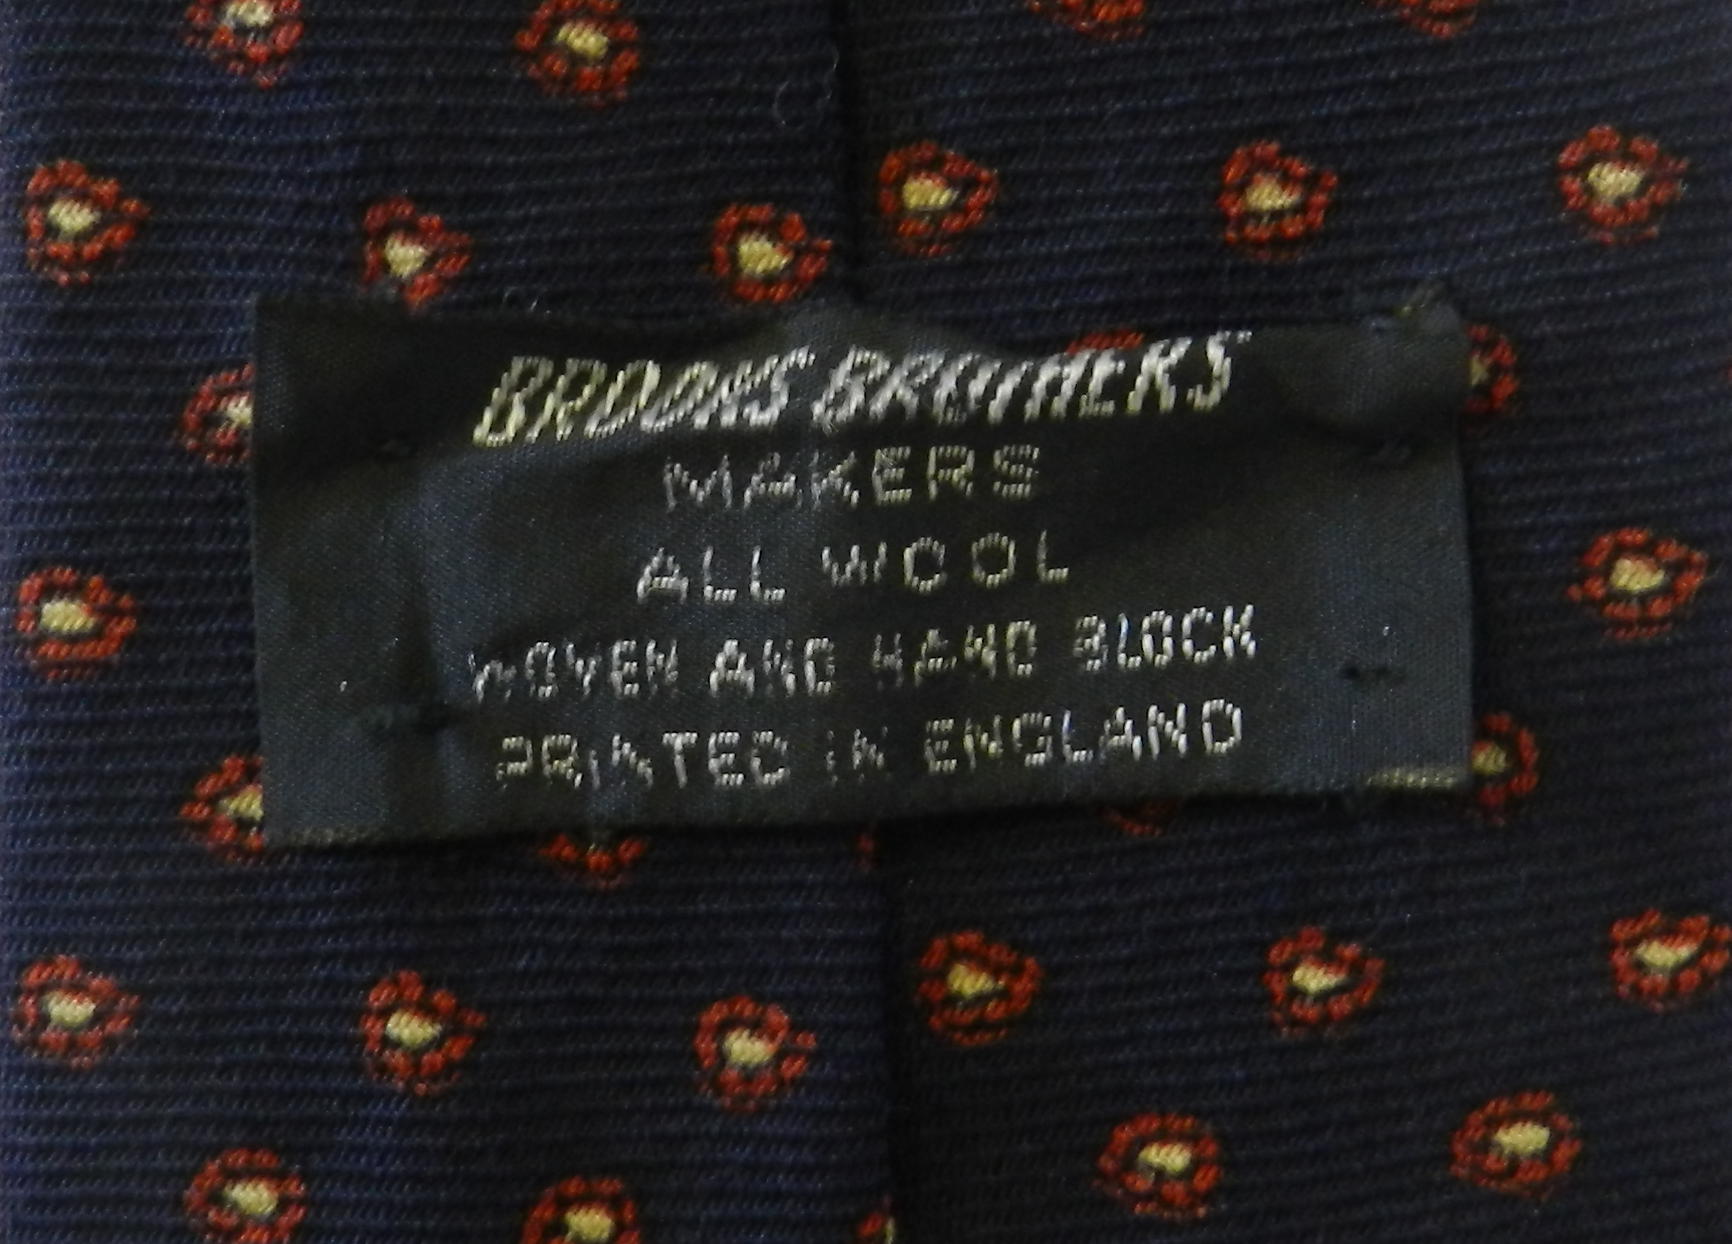 BROOKS BROTHERS
MAKERS
ALL WOOL
WOVEN AND HAND BLOCK
PRINTED IN ENGLAND